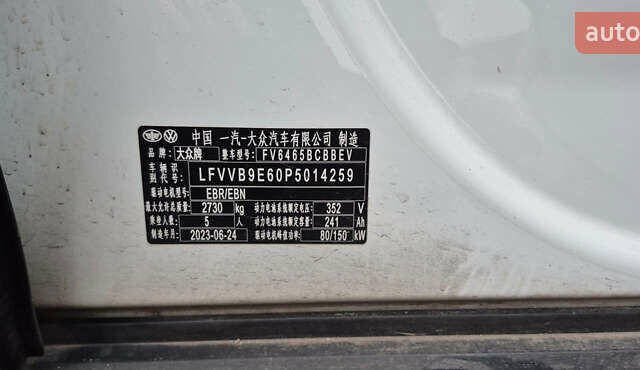 auto
中国 一汽-大众汽车有限公司 制造
品牌: 大众牌 整车型号: FV6465BCBBEV
车辆识别代号: LFVVB9E60P5014259
驱动电机型号: EBR/EBN
最大允许总质量: 2730 kg 动力电池系统额定电压: 352 V
乘坐人数: 5 人 动力电池系统额定容量: 241 Ah
制造年月: 2023-06-24 驱动电机峰值功率: 80/150 kW